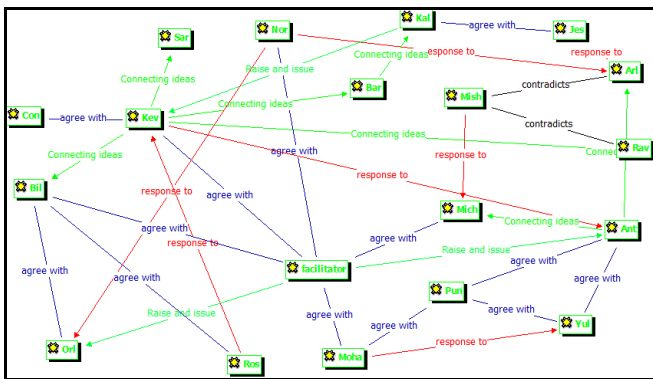 Kal
Nor
Jes
agree with
Sar
response to
response to
Connecting ideas
Arl
Raise and issue
Connecting ideas
Bar
contradicts
Mish
Connecting ideas
Con
agree with
Kev
contradicts
Connecting ideas
Rav
Connecting ideas
response to
response to
agree with
agree with
Bil
response to
Mich
Connecting ideas
Ant
agree with
response to
agree with
Raise and issue
agree with
facilitator
agree with
agree with
Pun
agree with
Raise and issue
agree with
agree with
agree with
Yul
Orl
Ros
Moha
response to